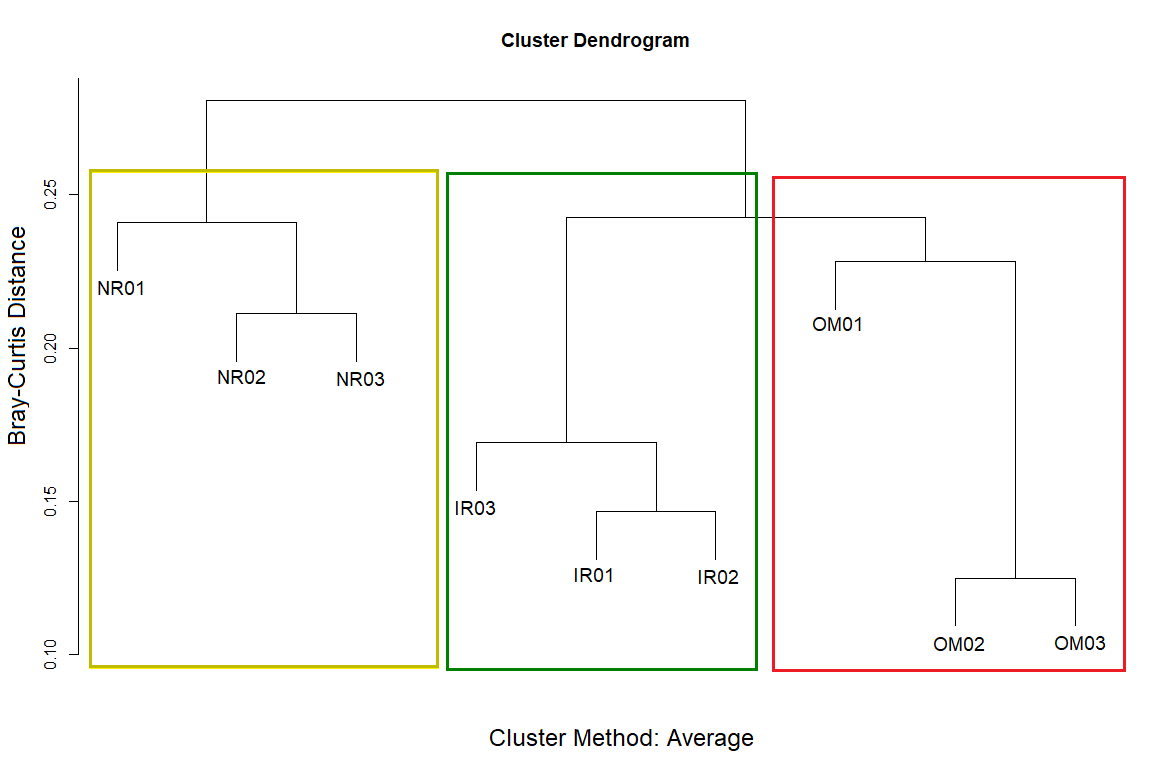 Cluster Dendrogram
Bray-Curtis Distance
0.25
0.20
0.15
0.10
NR01
NR02
NR03
IR03
IR01
IR02
OM01
OM02
OM03
Cluster Method: Average